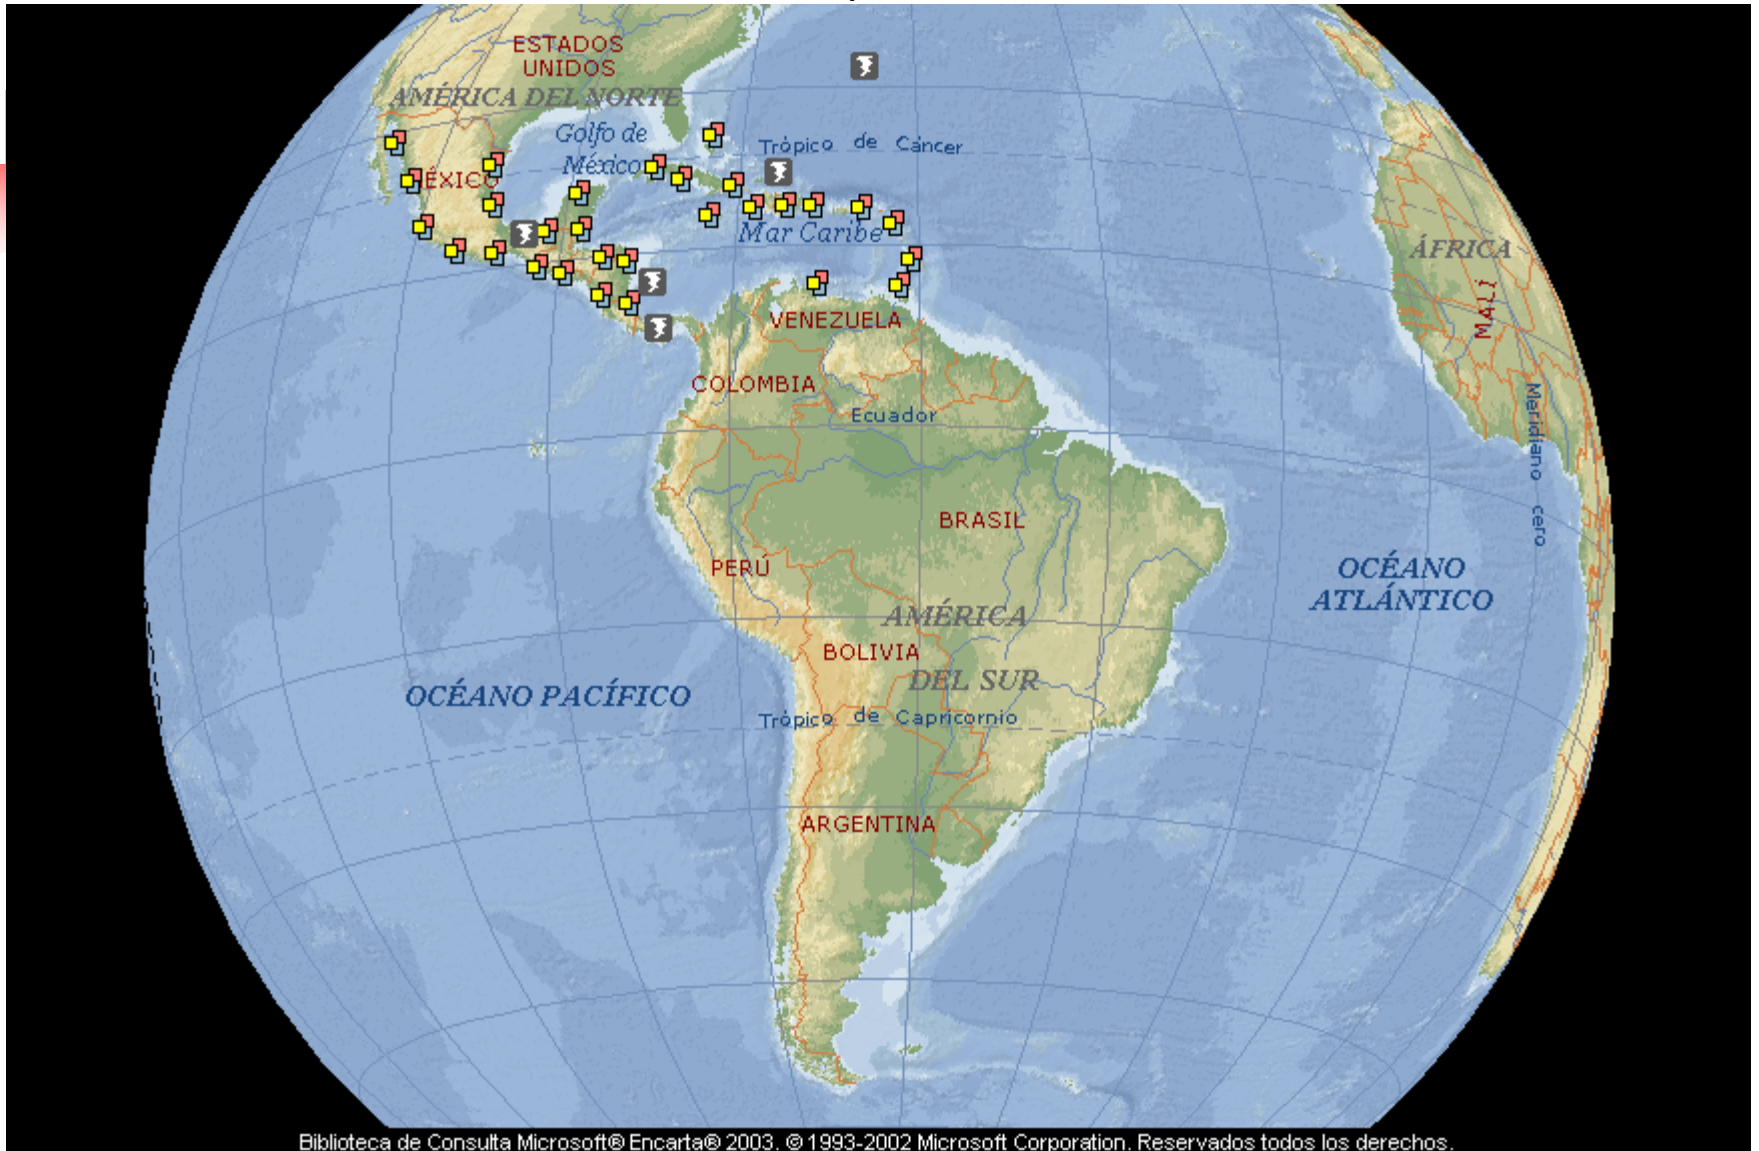 ESTADOS
UNIDOS
AMÉRICA DEL NORTE
Golfo de
México
Trópico de Cáncer
MÉXICO
Mar Caribe
ÁFRICA
MALÍ
VENEZUELA
COLOMBIA
Ecuador
Meridiano cero
BRASIL
PERÚ
OCÉANO
ATLÁNTICO
AMÉRICA
BOLIVIA
DEL SUR
OCÉANO PACÍFICO
Trópico de Capricornio
ARGENTINA
Biblioteca de Consulta Microsoft® Encarta® 2003. © 1993-2002 Microsoft Corporation. Reservados todos los derechos.